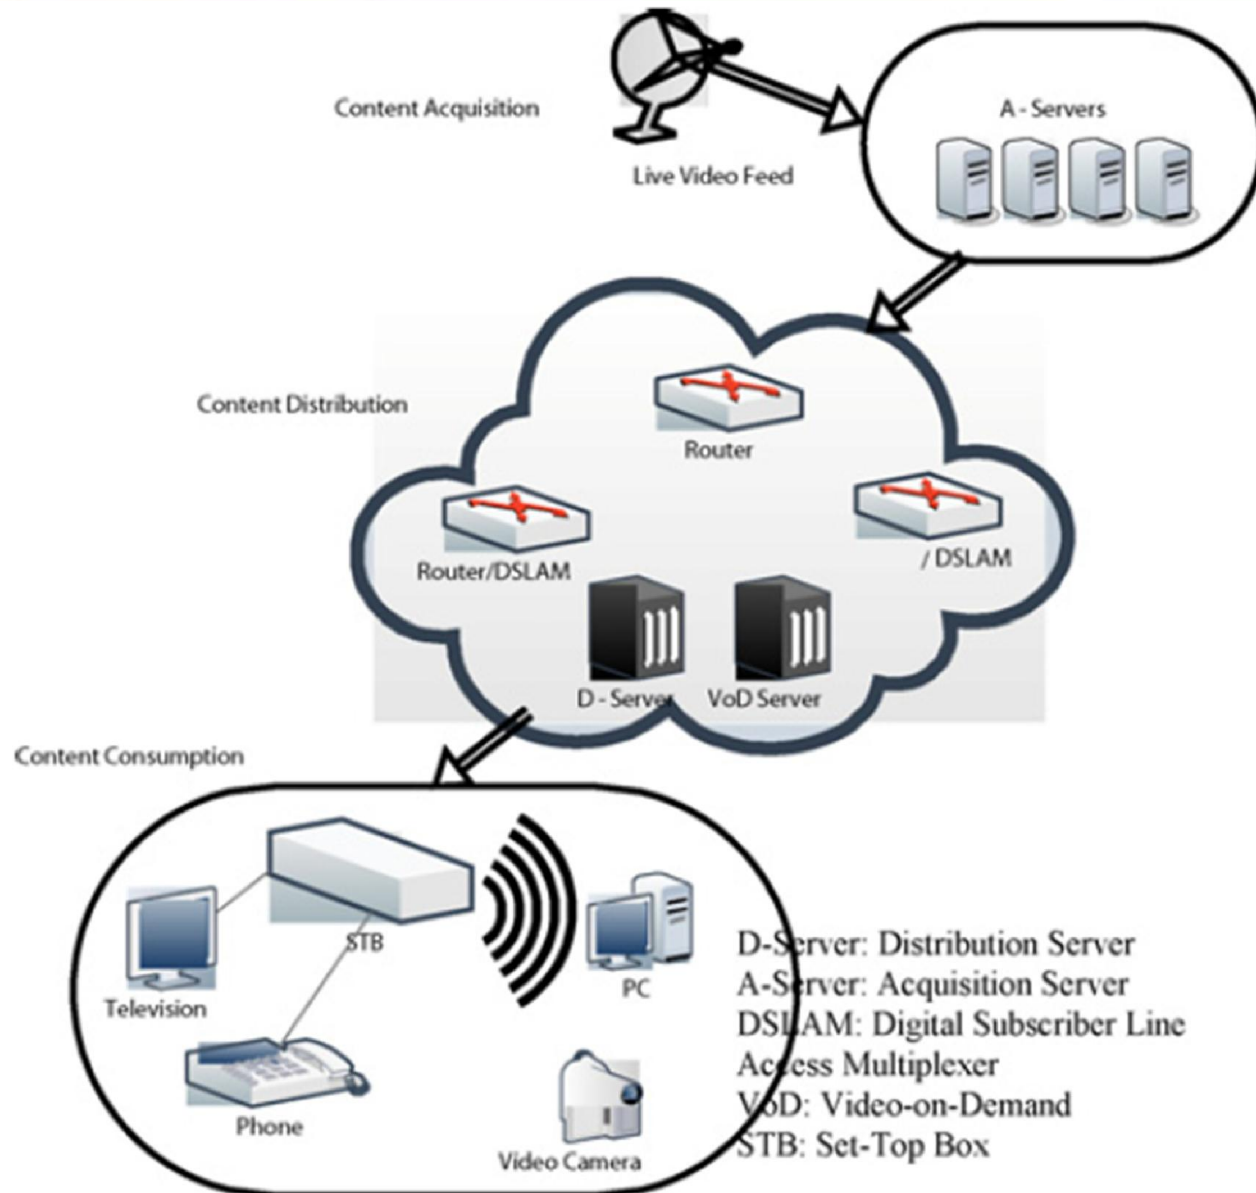 Content Acquisition
A - Servers
Live Video Feed
Content Distribution
Router
Router/DSLAM
/ DSLAM
D - Server
VoD Server
Content Consumption
STB
Television
PC
Phone
Video Camera
D-Server: Distribution Server
A-Server: Acquisition Server
DSLAM: Digital Subscriber Line
Access Multiplexer
VoD: Video-on-Demand
STB: Set-Top Box